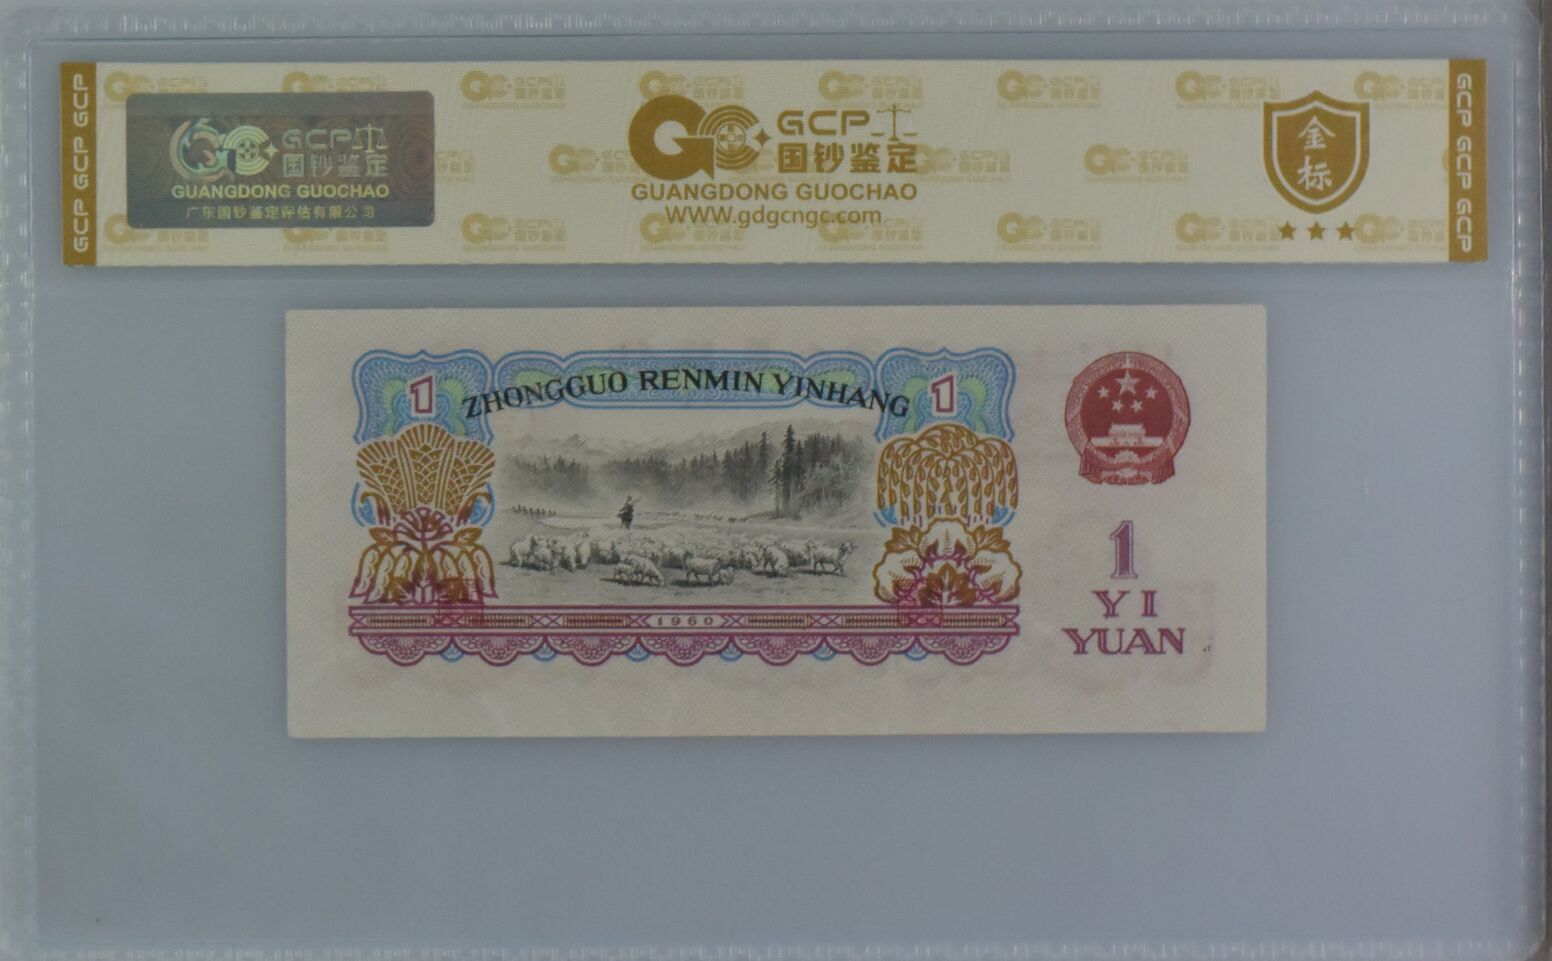 GCP GCP GCP
GCP
国钞鉴定
GUANGDONG GUOCHAO
广东国钞鉴定评估有限公司
GCP
国钞鉴定
GUANGDONG GUOCHAO
WWW.gdgcngc.com
金标
GCP GCP GCP
1
ZHONGGUO RENMIN YINHANG
1
1960
1
YI
YUAN